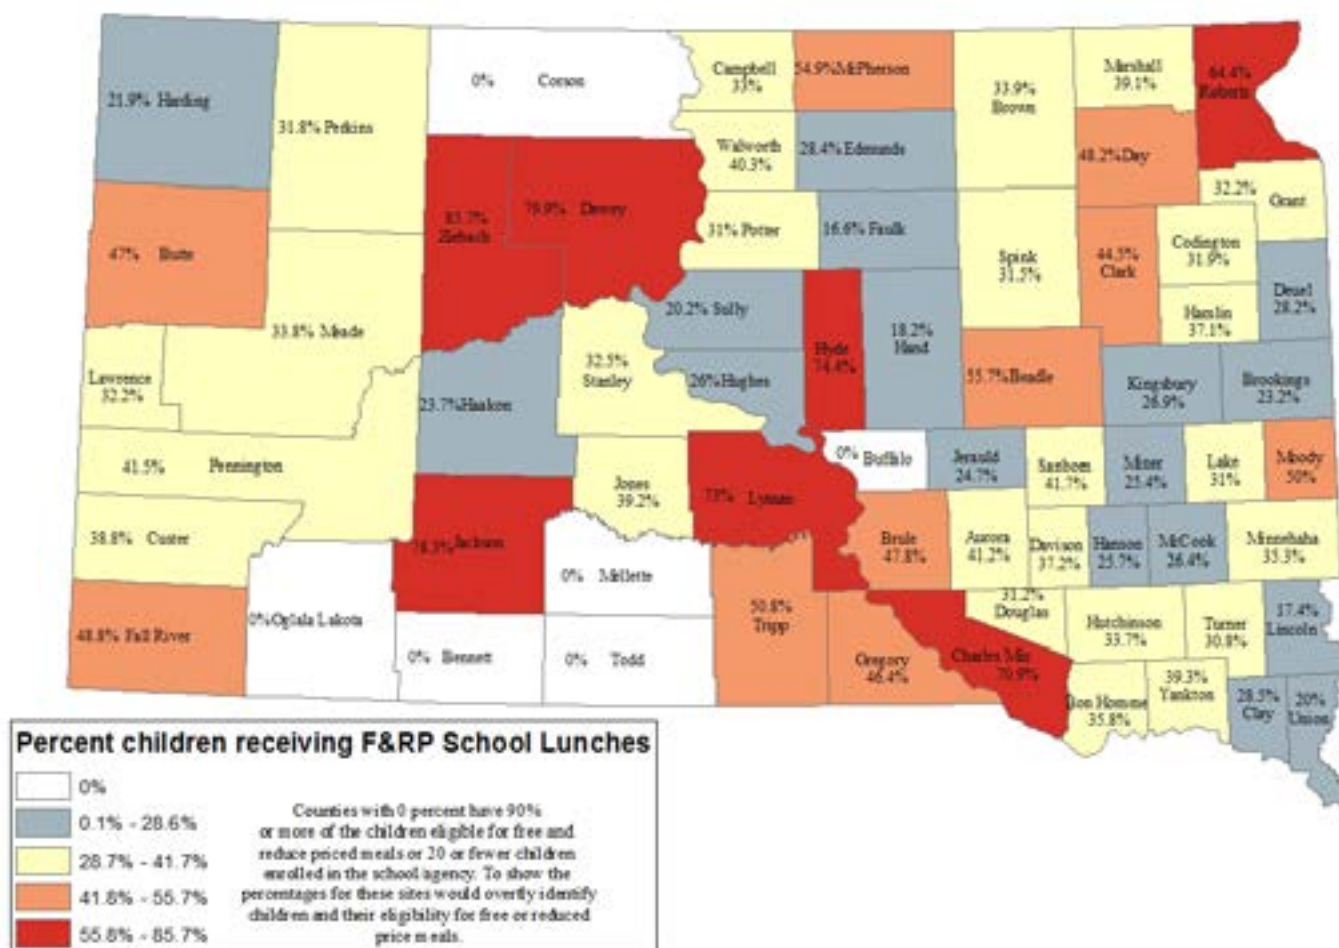 0% Corson
Campbell
33%
54.9% McPherson
33.9%
Brown
Marshall
39.1%
64.4%
Roberts
21.9% Harding
31.8% Perkins
Walworth
40.3%
28.4% Edmunds
48.2% Day
32.2%
Grant
79.9% Dewey
Ziebach
31% Potter
16.6% Faulk
Spink
31.5%
44.5%
Clark
Codington
31.9%
47% Butte
Deuel
28.2%
Hamlin
37.1%
20.2% Sully
18.2%
Hand
33.8% Meade
Hyde
74.4%
32.5%
Stanley
26% Hughes
55.7% Beadle
Kingsbury
26.9%
Brookings
23.2%
Lawrence
32.2%
23.7% Haakon
0% Buffalo
Jerauld
24.7%
Sanborn
41.7%
Miner
25.4%
Lake
31%
Moody
50%
41.5% Pennington
Jones
39.2%
73% Lyman
38.8% Custer
Jackson
Brule
47.8%
Aurora
41.2%
Davison
37.2%
Hanson
25.7%
McCook
26.4%
Minnehaha
35.3%
0% Mellette
31.2%
Douglas
Hutchinson
33.7%
Turner
30.8%
17.4%
Lincoln
48.8% Fall River
0% Oglala Lakota
0% Bennett
0% Todd
50.8%
Tripp
Gregory
46.4%
Charles Mix
70.9%
Bon Homme
35.8%
39.3%
Yankton
28.5%
Clay
20%
Union
Percent children receiving F&RP School Lunches
0%
0.1% - 28.6%
28.7% - 41.7%
41.8% - 55.7%
55.8% - 85.7%
Counties with 0 percent have 90%
or more of the children eligible for free and
reduce priced meals or 20 or fewer children
enrolled in the school/agency. To show the
percentages for these sites would overtly identify
children and their eligibility for free or reduced
price meals.